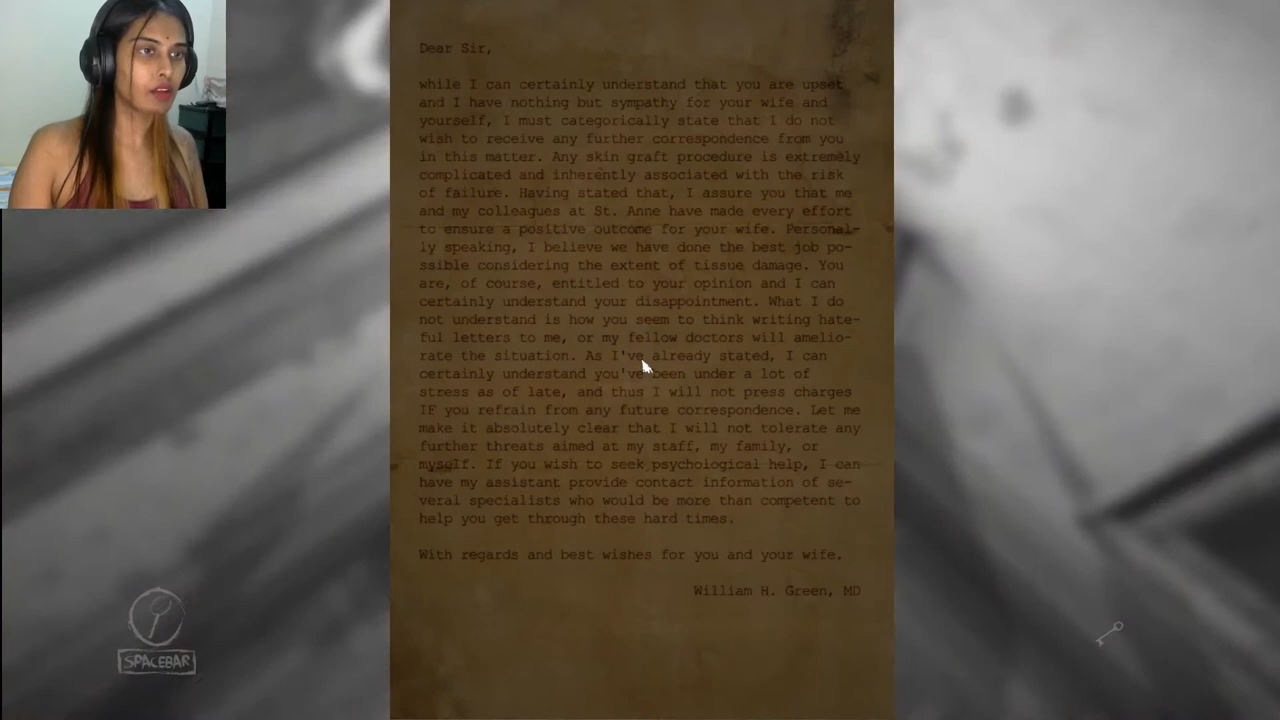 Dear Sir,
while I can certainly understand that you are upset
and I have nothing but sympathy for your wife and
yourself, I must categorically state that I do not
wish to receive any further correspondence from you
in this matter. Any skin graft procedure is extremely
complicated and inherently associated with the risk
of failure. Having stated that, I assure you that me
and my colleagues at St. Anne have made every effort
to ensure a positive outcome for your wife. Personal-
ly speaking, I believe we have done the best job po-
ssible considering the extent of tissue damage. You
are, of course, entitled to your opinion and I can
certainly understand your disappointment. What I do
not understand is how you seem to think writing hate-
ful letters to me, or my fellow doctors will amelio-
rate the situation. As I've already stated, I can
certainly understand you've been under a lot of
stress as of late, and thus I will not press charges
IF you refrain from any future correspondence. Let me
make it absolutely clear that I will not tolerate any
further threats aimed at my staff, my family, or
myself. If you wish to seek psychological help, I can
have my assistant provide contact information of se-
veral specialists who would be more than competent to
help you get through these hard times.
With regards and best wishes for you and your wife.
William H. Green, MD
SPACEBAR